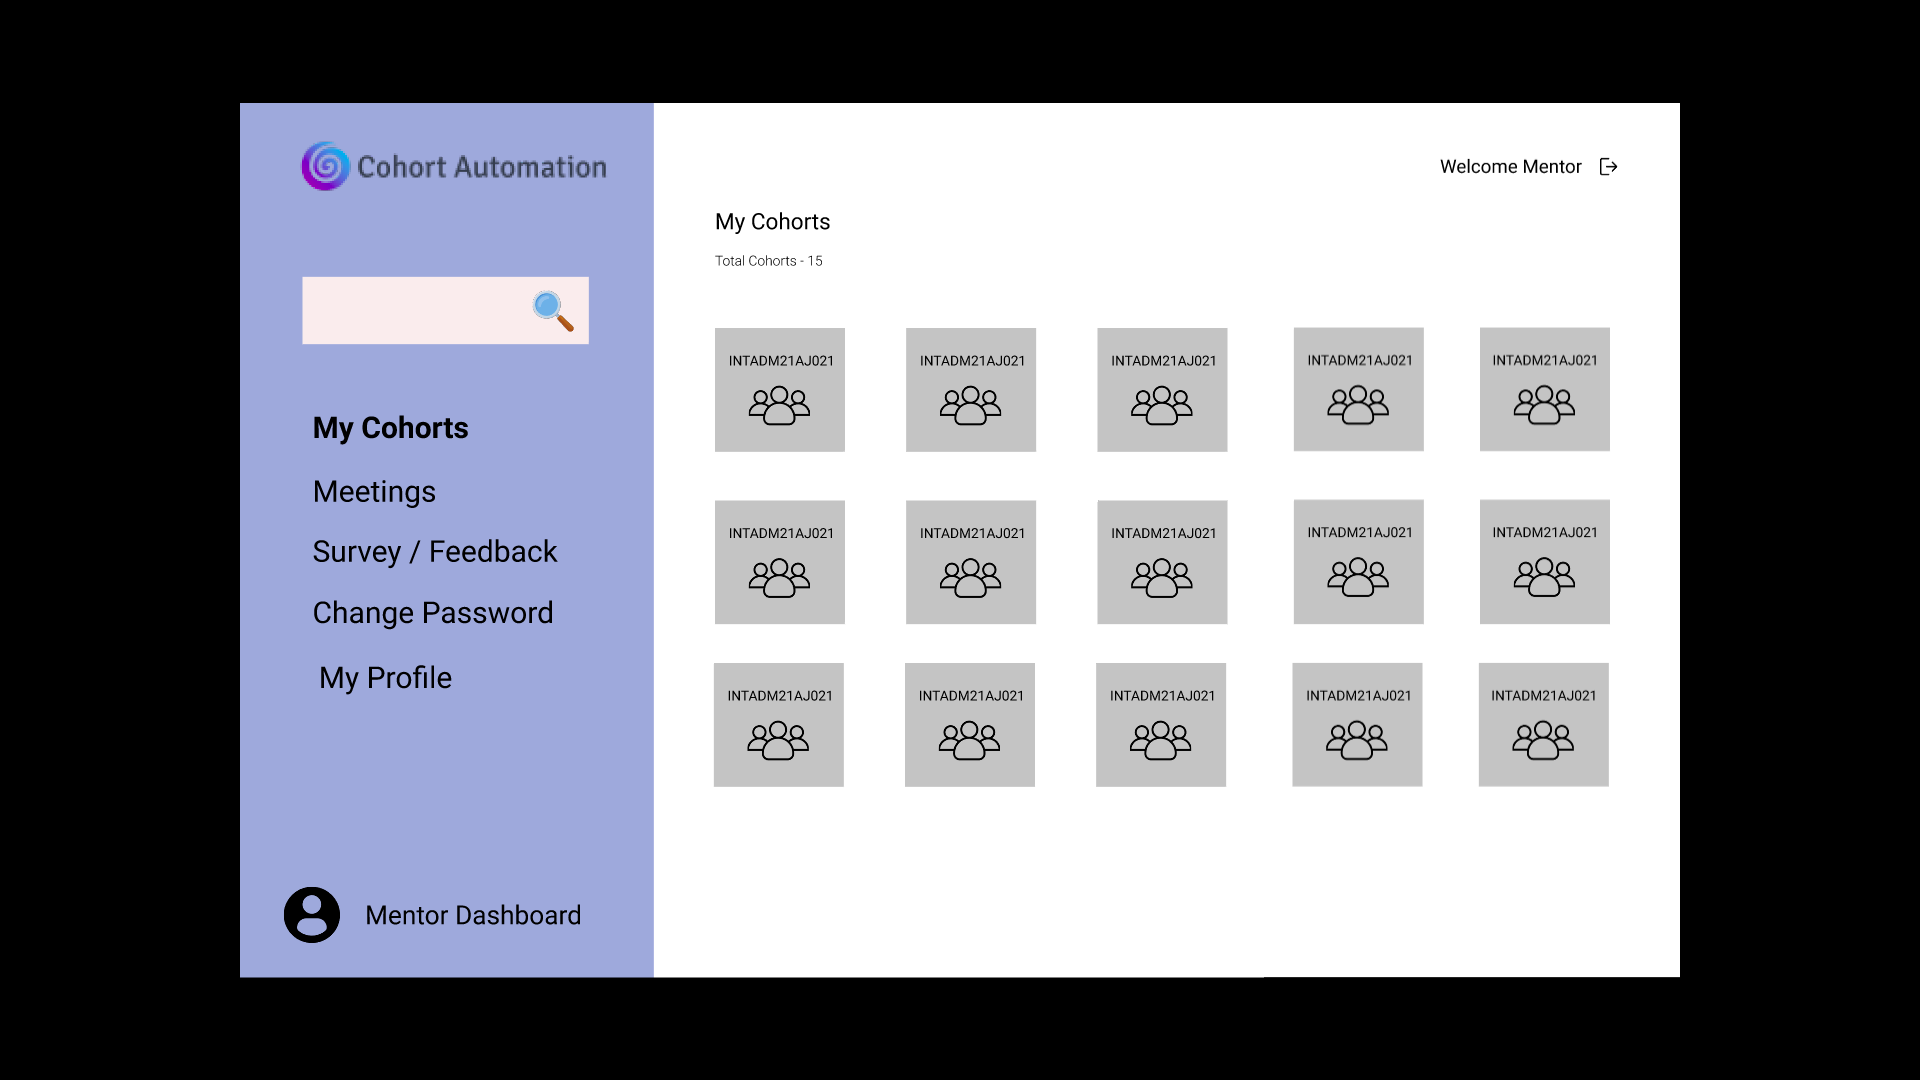 Cohort Automation
My Cohorts
Meetings
Survey / Feedback
Change Password
My Profile
Mentor Dashboard
Welcome Mentor
My Cohorts
Total Cohorts - 15
INTADM21AJ021 INTADM21AJ021 INTADM21AJ021 INTADM21AJ021 INTADM21AJ021
INTADM21AJ021 INTADM21AJ021 INTADM21AJ021 INTADM21AJ021 INTADM21AJ021
INTADM21AJ021 INTADM21AJ021 INTADM21AJ021 INTADM21AJ021 INTADM21AJ021